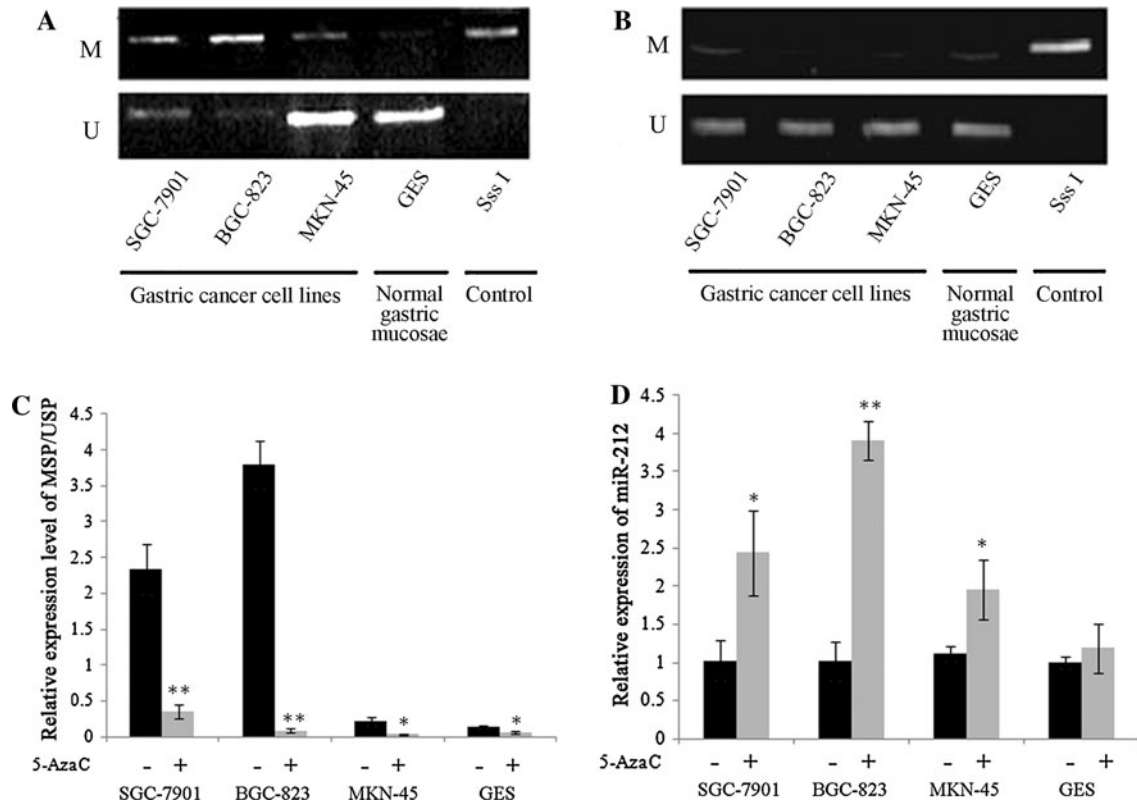 A
M
U
SGC-7901
BGC-823
MKN-45
GES
Sss I
Gastric cancer cell lines
Normal
gastric
mucosae
Control
B
M
U
SGC-7901
BGC-823
MKN-45
GES
Sss I
Gastric cancer cell lines
Normal
gastric
mucosae
Control
C
Relative expression level of MSP/USP
4.5
4
3.5
3
2.5
2
1.5
1
0.5
0
**
**
*
*
5-AzaC - + - + - + - +
SGC-7901 BGC-823 MKN-45 GES
D
Relative expression of miR-212
4.5
4
3.5
3
2.5
2
1.5
1
0.5
0
*
**
*
5-AzaC - + - + - + - +
SGC-7901 BGC-823 MKN-45 GES